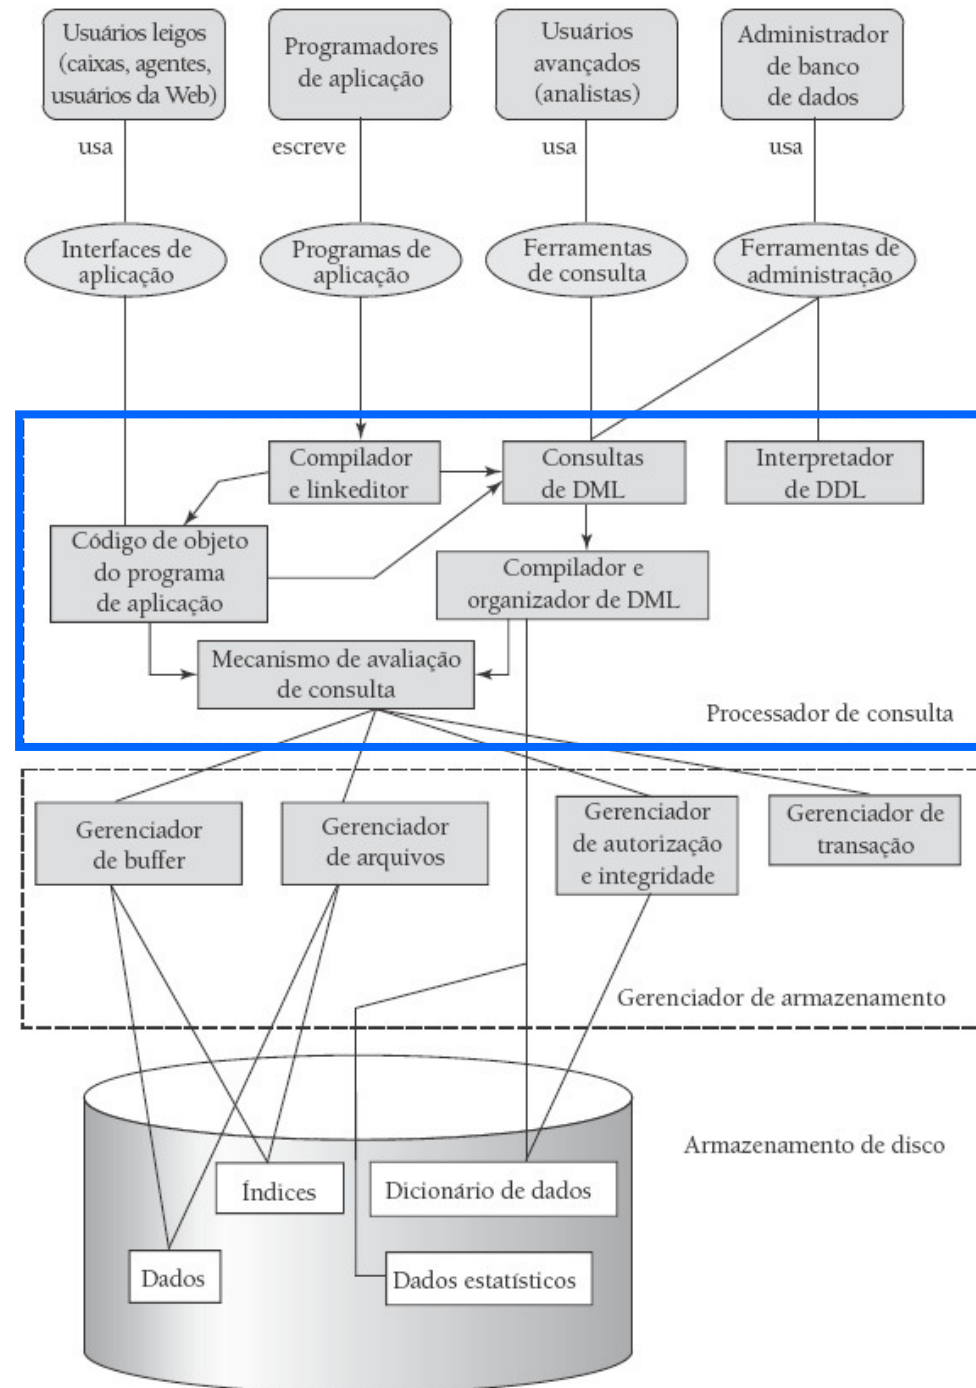 Usuários leigos
(caixas, agentes,
usuários da Web)
Programadores
de aplicação
Usuários
avançados
(analistas)
Administrador
de banco
de dados
usa
escreve
usa
usa
Interfaces de
aplicação
Programas de
aplicação
Ferramentas
de consulta
Ferramentas de
administração
Compilador
e linkeditor
Consultas
de DML
Interpretador
de DDL
Código de objeto
do programa
de aplicação
Compilador e
organizador de DML
Mecanismo de avaliação
de consulta
Processador de consulta
Gerenciador
de buffer
Gerenciador
de arquivos
Gerenciador
de autorização
e integridade
Gerenciador de
transação
Gerenciador de armazenamento
Armazenamento de disco
Índices
Dicionário de dados
Dados
Dados estatísticos